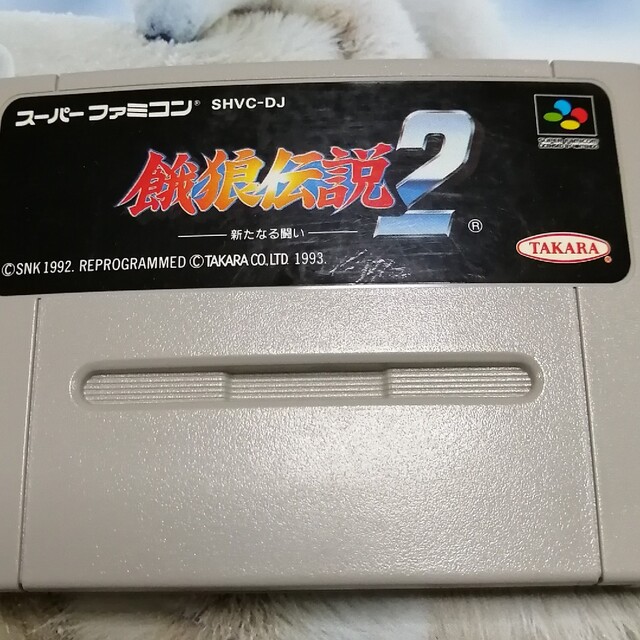 スーパーファミコン® SHVC-DJ
餓狼伝説2
新たなる闘い
®
©SNK 1992. REPROGRAMMED ©TAKARA CO.LTD. 1993.
TAKARA®